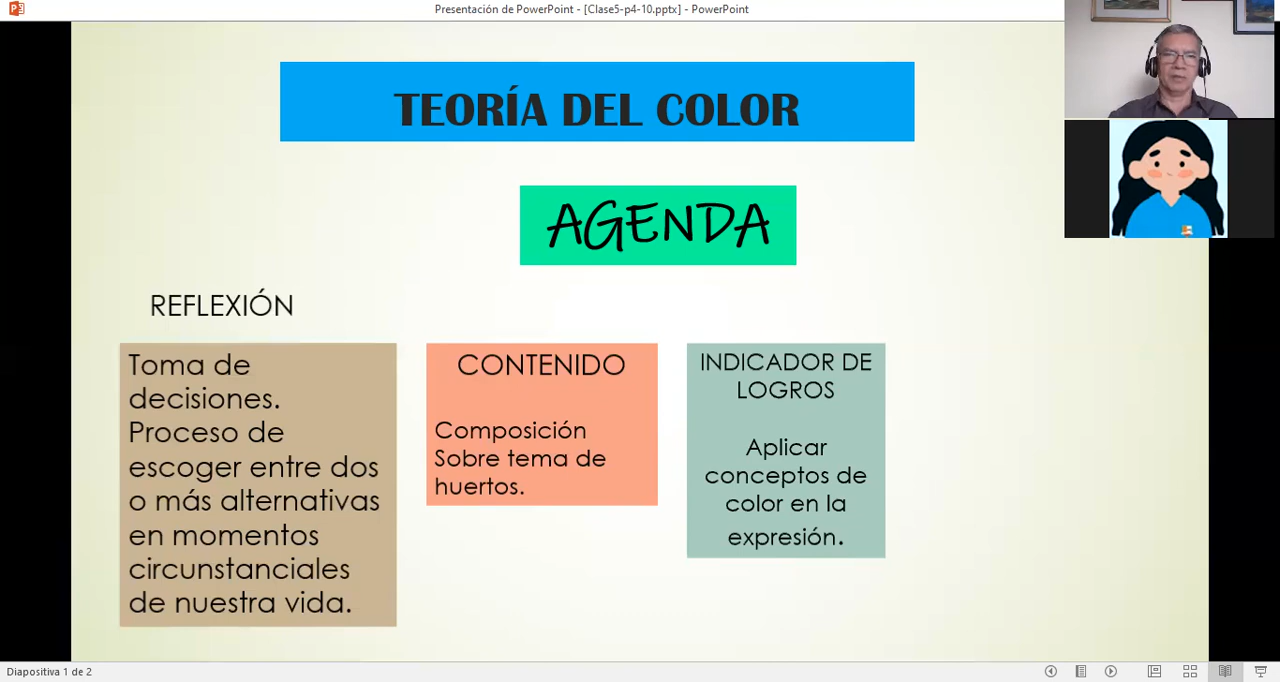 Presentación de PowerPoint - [Clase5-p4-10.pptx] - PowerPoint
TEORÍA DEL COLOR
AGENDA
REFLEXIÓN
Toma de
decisiones.
Proceso de
escoger entre dos
o más alternativas
en momentos
circunstanciales
de nuestra vida.
CONTENIDO
Composición
Sobre tema de
huertos.
INDICADOR DE
LOGROS
Aplicar
conceptos de
color en la
expresión.
Diapositiva 1 de 2